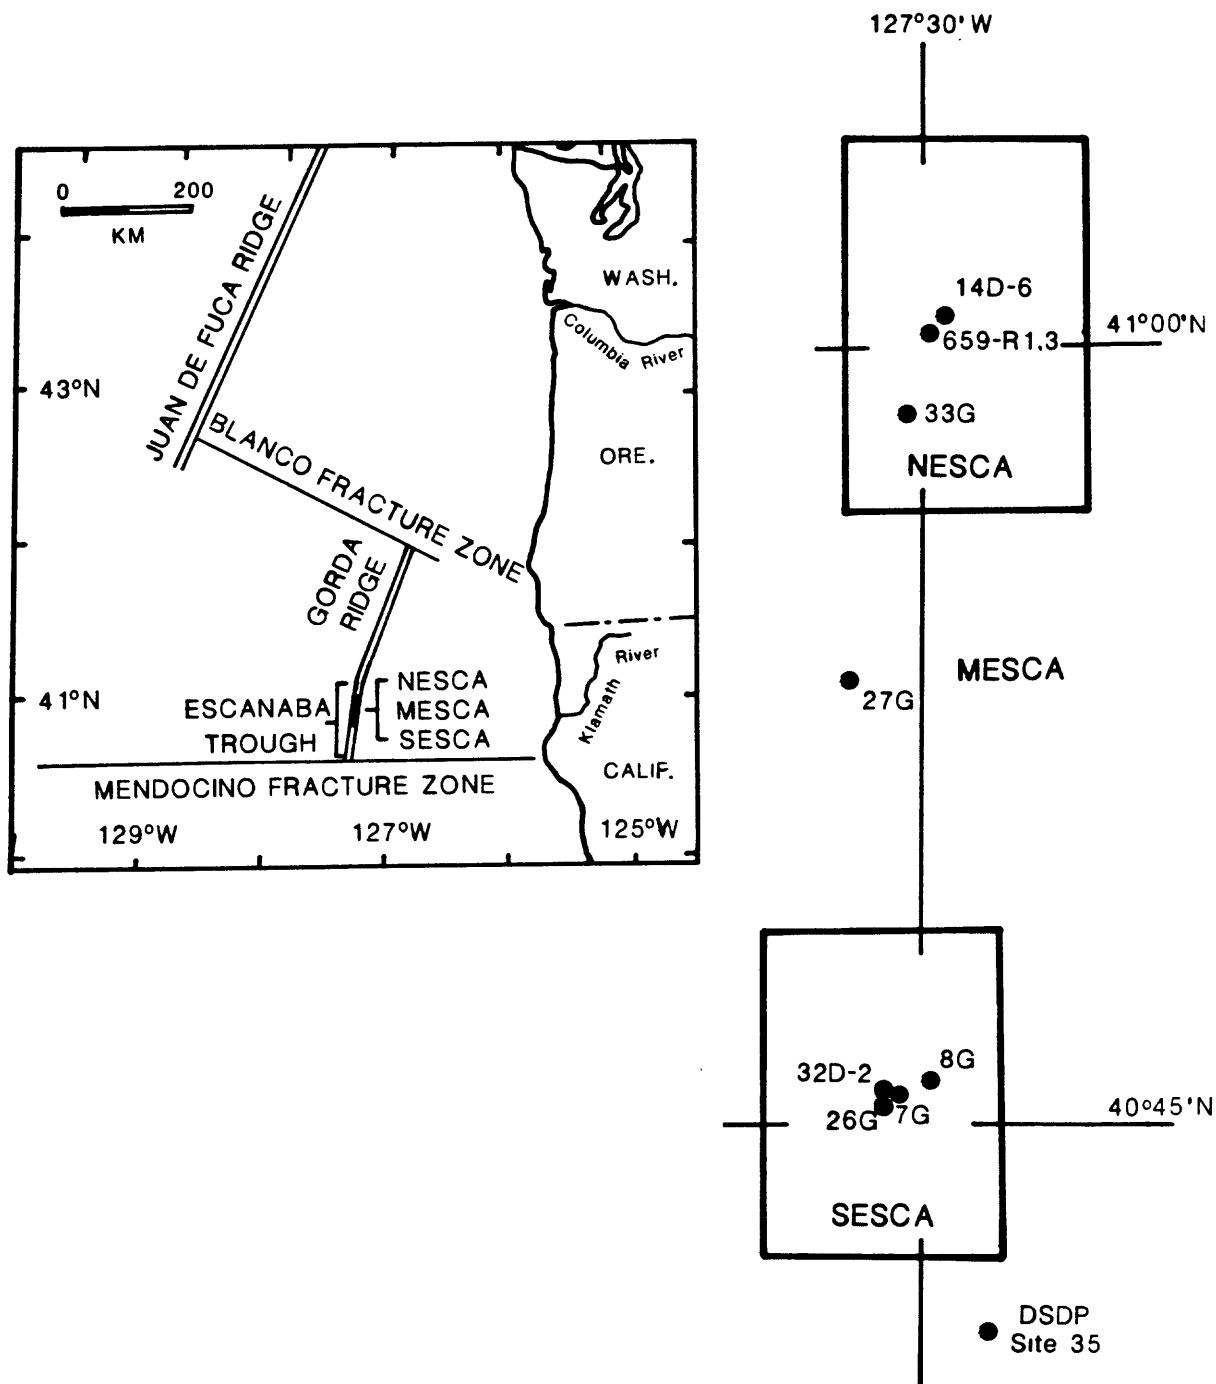 0 200
KM
JUAN DE FUCA RIDGE
43°N
BLANCO FRACTURE ZONE
GORDA
RIDGE
41°N
ESCANABA
TROUGH
NESCA
MESCA
SESCA
MENDOCINO FRACTURE ZONE
129°W 127°W 125°W
WASH.
Columbia River
ORE.
Klamath River
CALIF.
127°30'W
14D-6
659-R1.3
41°00'N
33G
NESCA
MESCA
27G
8G
32D-2
26G 7G
40°45'N
SESCA
DSDP
Site 35